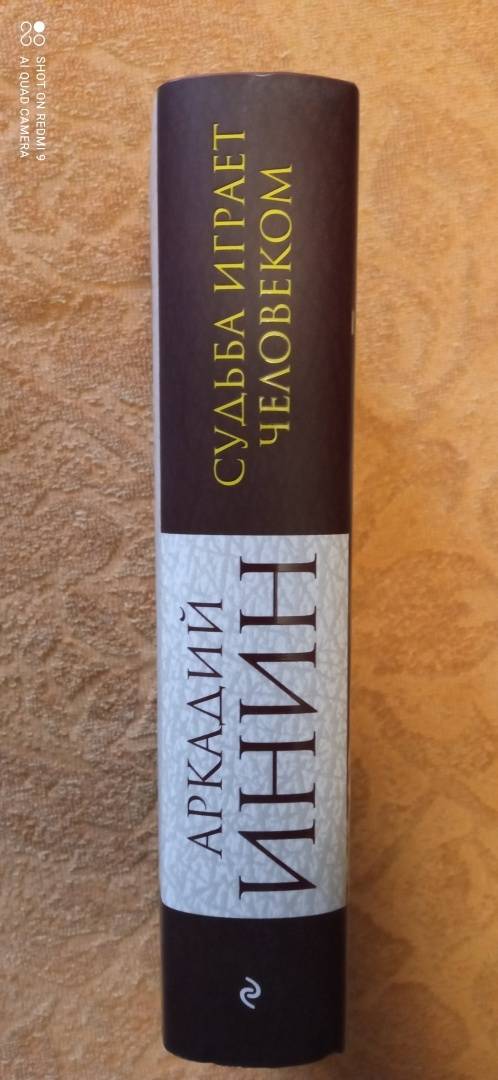 SHOT ON REDMI 9
AI QUAD CAMERA
СУДЬБА ИГРАЕТ
ЧЕЛОВЕКОМ
АРКАДИЙ
ИНИН